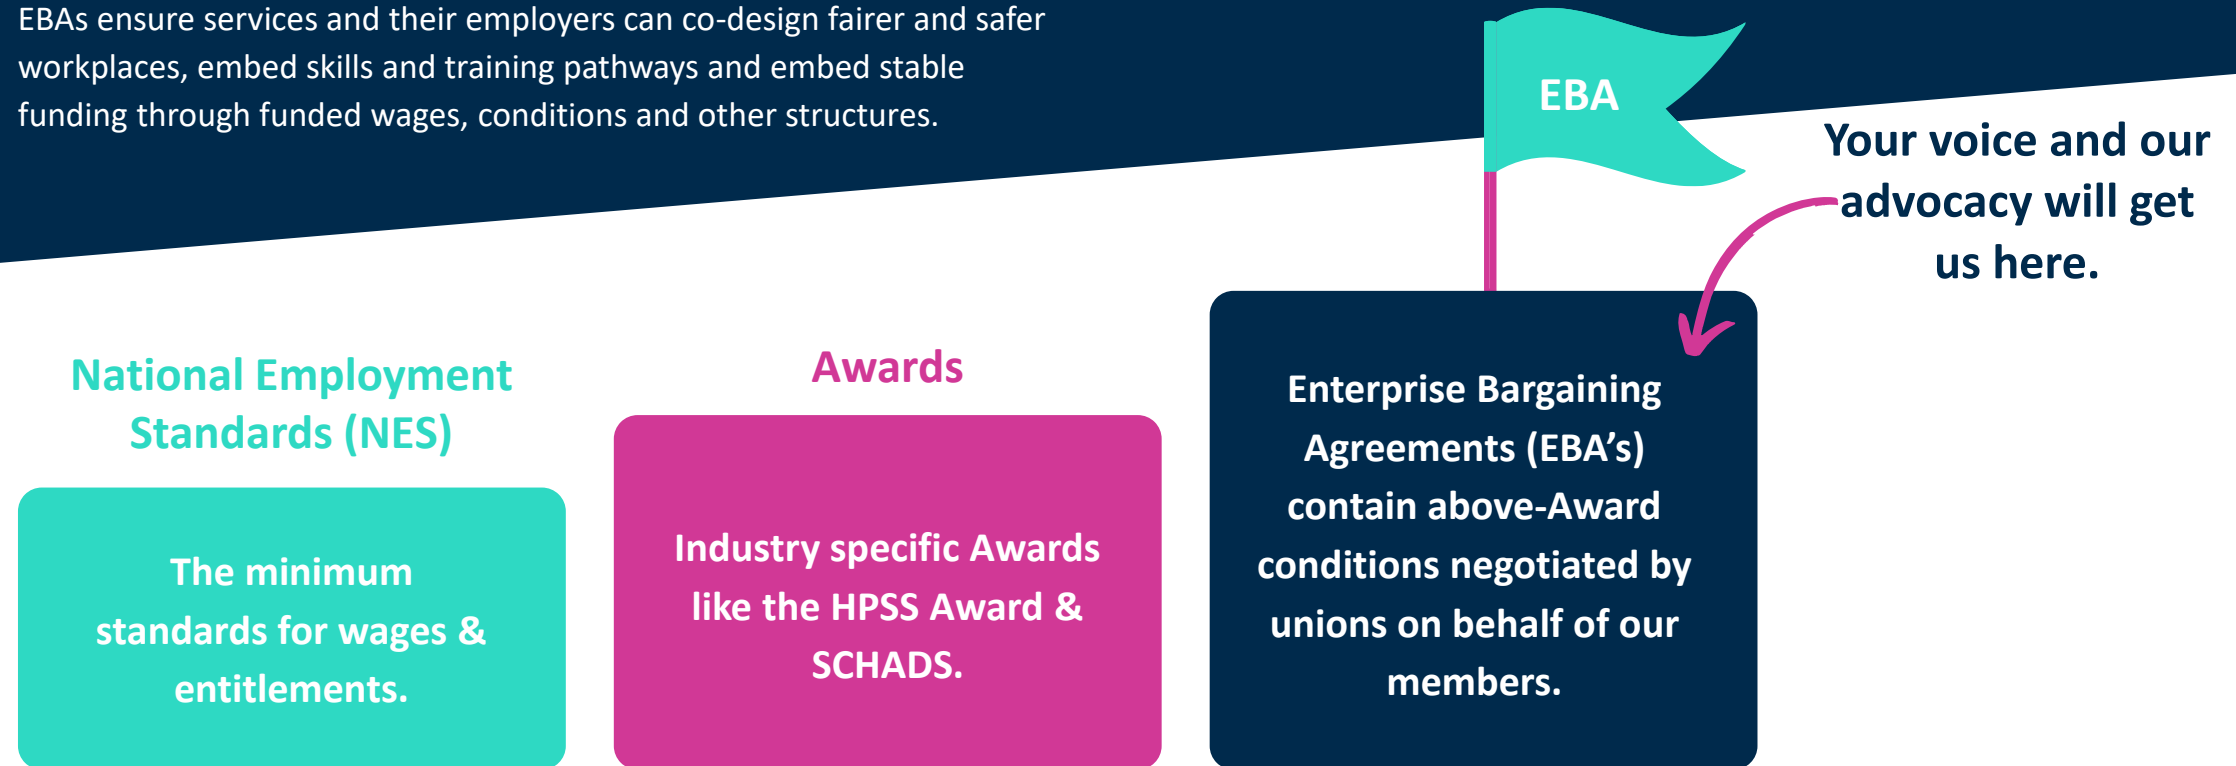 EBAs ensure services and their employers can co-design fairer and safer
workplaces, embed skills and training pathways and embed stable
funding through funded wages, conditions and other structures.
EBA
Your voice and our
advocacy will get
us here.
National Employment
Standards (NES)
The minimum
standards for wages &
entitlements.
Awards
Industry specific Awards
like the HPSS Award &
SCHADS.
Enterprise Bargaining
Agreements (EBA’s)
contain above-Award
conditions negotiated by
unions on behalf of our
members.